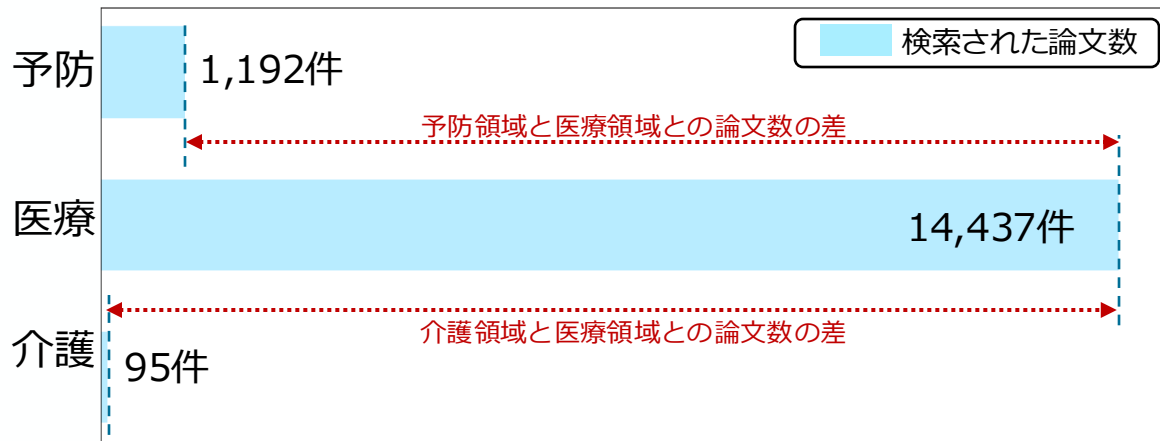 検索された論文数
予防
1,192件
予防領域と医療領域との論文数の差
医療
14,437件
介護領域と医療領域との論文数の差
介護
95件